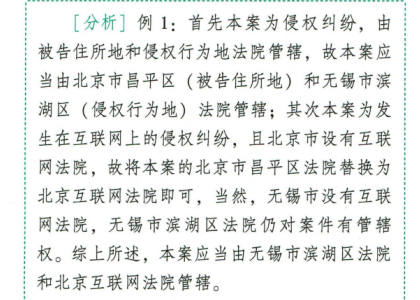 ［分析］例1：首先本案为侵权纠纷，由
被告住所地和侵权行为地法院管辖，故本案应
当由北京市昌平区（被告住所地）和无锡市滨
湖区（侵权行为地）法院管辖；其次本案为发
生在互联网上的侵权纠纷，且北京市设有互联
网法院，故将本案的北京市昌平区法院替换为
北京互联网法院即可，当然，无锡市没有互联
网法院，无锡市滨湖区法院仍对案件有管辖
权。综上所述，本案应当由无锡市滨湖区法院
和北京互联网法院管辖。